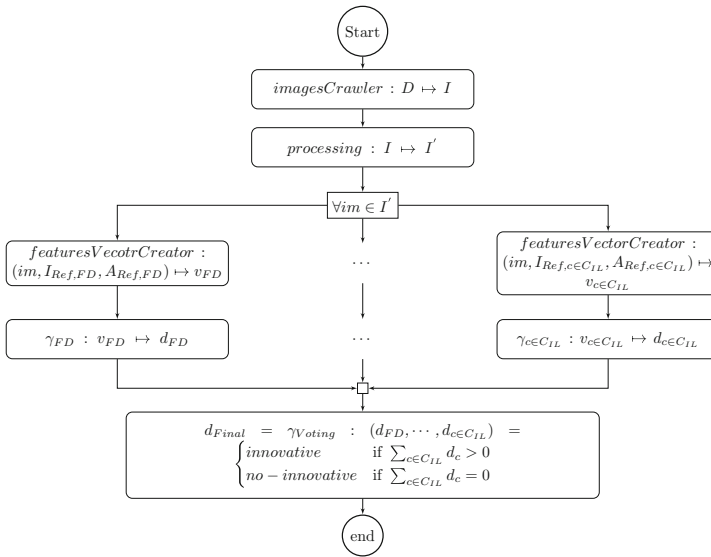 Start
imagesCrawler : D ↦ I
processing : I ↦ I′
∀im ∈ I′
featuresVecotrCreator :
(im, I_{Ref,FD}, A_{Ref,FD}) ↦ v_{FD}
...
featuresVectorCreator :
(im, I_{Ref,c∈C_{IL}}, A_{Ref,c∈C_{IL}}) ↦
v_{c∈C_{IL}}
γ_{FD} : v_{FD} ↦ d_{FD}
...
γ_{c∈C_{IL}} : v_{c∈C_{IL}} ↦ d_{c∈C_{IL}}
d_{Final} = γ_{Voting} : (d_{FD}, ⋯ , d_{c∈C_{IL}}) =
{ innovative if ∑_{c∈C_{IL}} d_c > 0
no − innovative if ∑_{c∈C_{IL}} d_c = 0
end